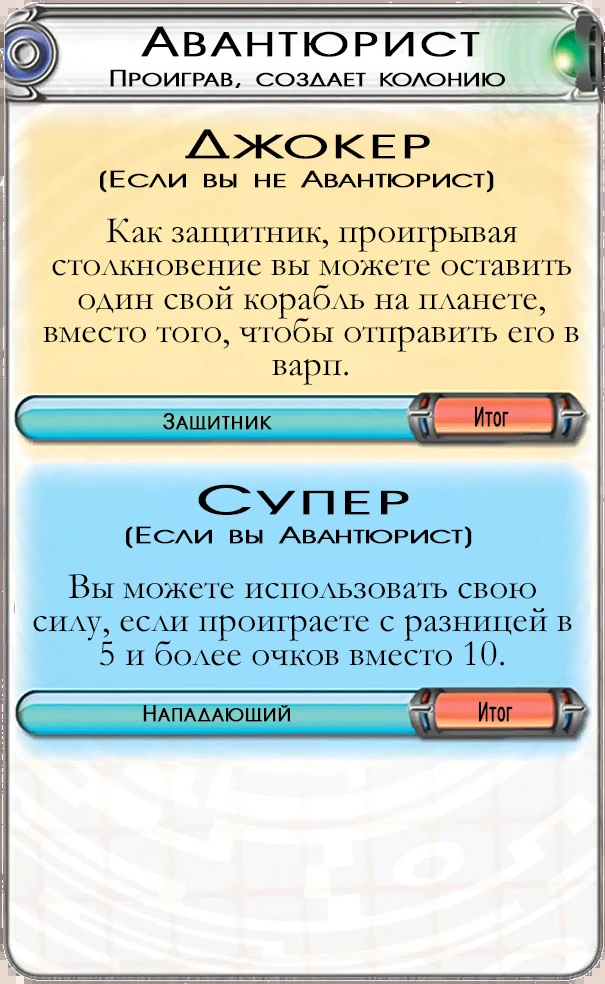 Авантюрист
Проиграв, создает колонию
Джокер
(Если вы не Авантюрист)
Как защитник, проигрывая
столкновение вы можете оставить
один свой корабль на планете,
вместо того, чтобы отправить его в
варп.
Защитник
Итог
Супер
(Если вы Авантюрист)
Вы можете использовать свою
силу, если проиграете с разницей в
5 и более очков вместо 10.
Нападающий
Итог